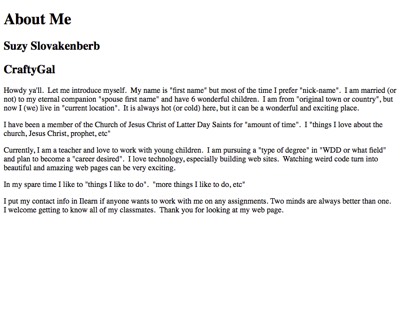 About Me
Suzy Slovakenberb
CraftyGal
Howdy ya'll. Let me introduce myself. My name is "first name" but most of the time I prefer "nick-name". I am married (or
not) to my eternal companion "spouse first name" and have 6 wonderful children. I am from "original town or country", but
now I (we) live in "current location". It is always hot (or cold) here, but it can be a wonderful and exciting place.
I have been a member of the Church of Jesus Christ of Latter Day Saints for "amount of time". I "things I love about the
church, Jesus Christ, prophet, etc"
Currently, I am a teacher and love to work with young children. I am pursuing a "type of degree" in "WDD or what field"
and plan to become a "career desired". I love technology, especially building web sites. Watching weird code turn into
beautiful and amazing web pages can be very exciting.
In my spare time I like to "things I like to do". "more things I like to do, etc"
I put my contact info in Ilearn if anyone wants to work with me on any assignments. Two minds are always better than one.
I welcome getting to know all of my classmates. Thank you for looking at my web page.